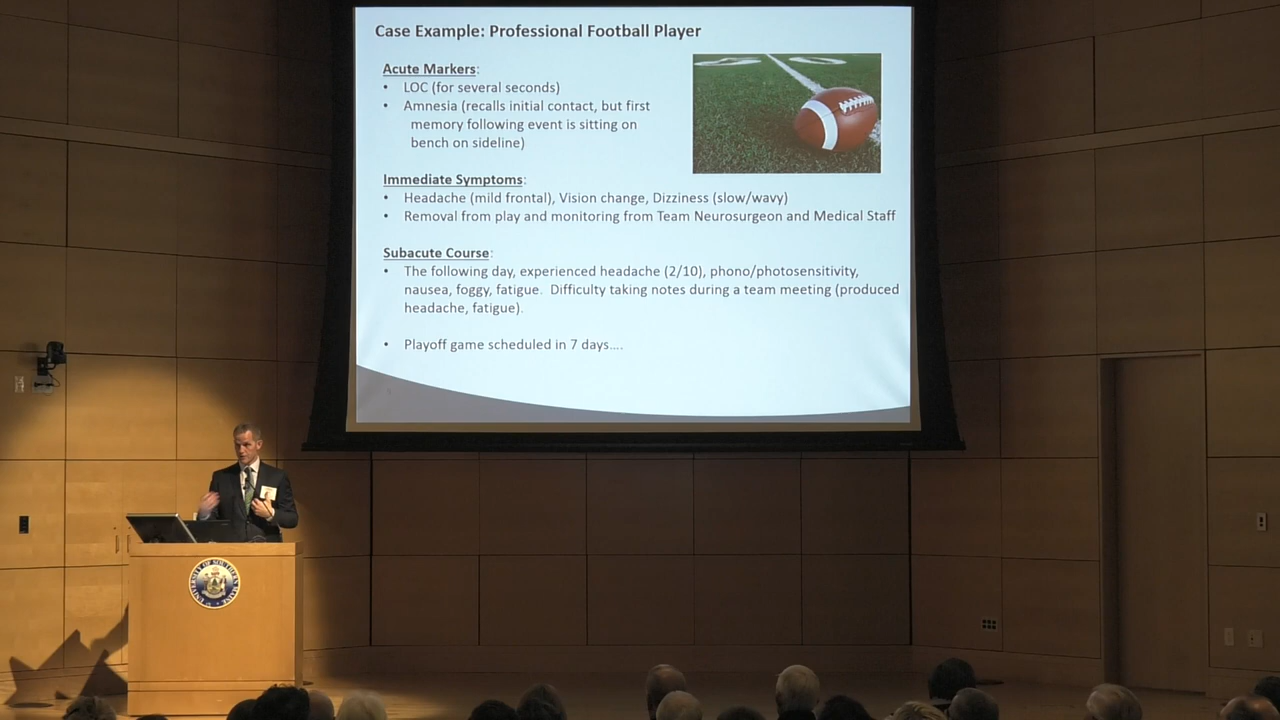 Case Example: Professional Football Player
Acute Markers:
• LOC (for several seconds)
• Amnesia (recalls initial contact, but first
memory following event is sitting on
bench on sideline)
Immediate Symptoms:
• Headache (mild frontal), Vision change, Dizziness (slow/wavy)
• Removal from play and monitoring from Team Neurosurgeon and Medical Staff
Subacute Course:
• The following day, experienced headache (2/10), phono/photosensitivity,
nausea, foggy, fatigue. Difficulty taking notes during a team meeting (produced
headache, fatigue).
• Playoff game scheduled in 7 days....
UNIVERSITY OF SOUTHERN MAINE